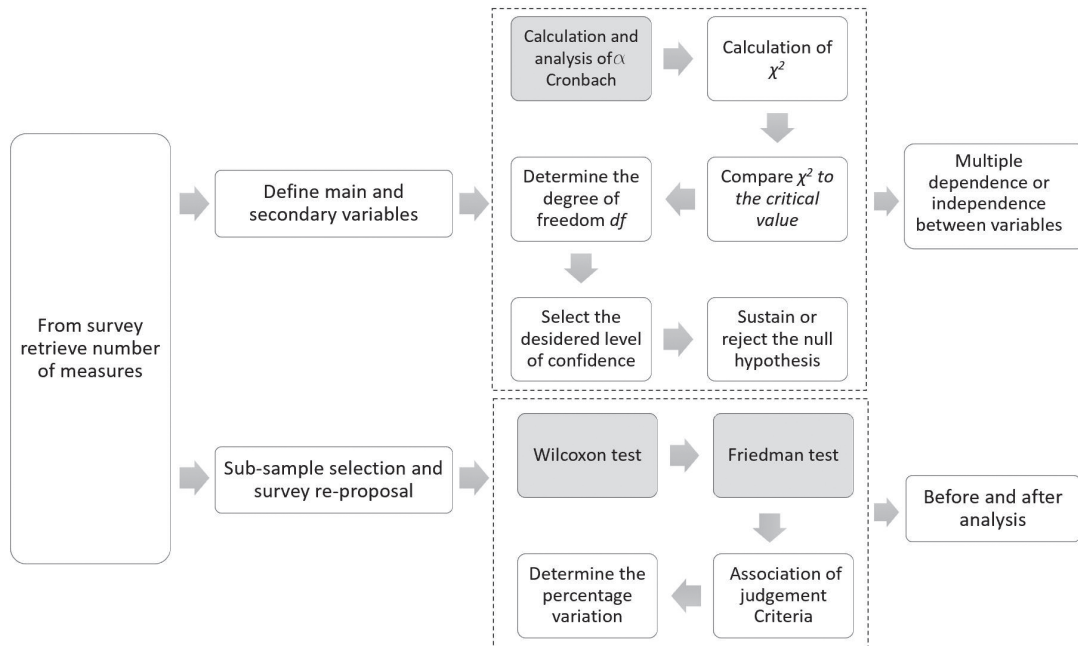 From survey
retrieve number
of measures
Define main and
secondary variables
Calculation and
analysis of α
Cronbach
Calculation of
χ²
Compare χ² to
the critical
value
Determine the
degree of
freedom df
Select the
desidered level
of confidence
Sustain or
reject the null
hypothesis
Multiple
dependence or
independence
between variables
Sub-sample selection and
survey re-proposal
Wilcoxon test
Friedman test
Association of
judgement
Criteria
Determine the
percentage
variation
Before and after
analysis